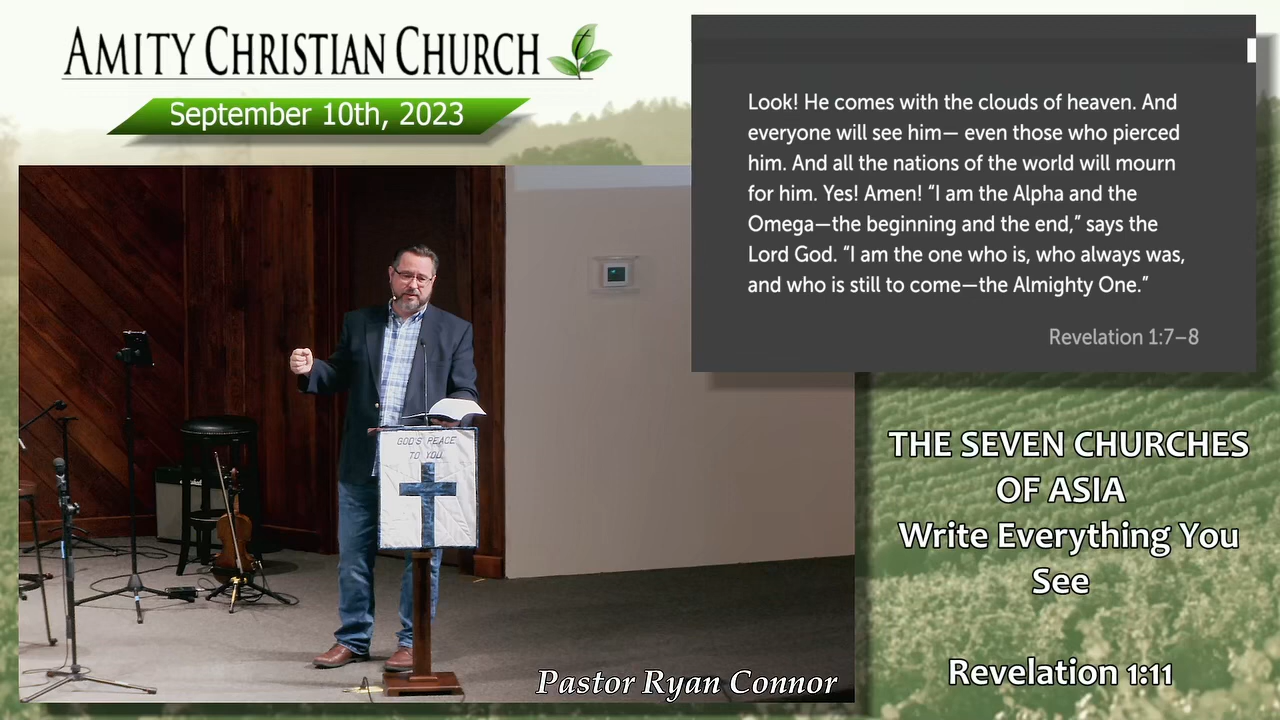 AMITY CHRISTIAN CHURCH
September 10th, 2023
Look! He comes with the clouds of heaven. And
everyone will see him— even those who pierced
him. And all the nations of the world will mourn
for him. Yes! Amen! “I am the Alpha and the
Omega—the beginning and the end,” says the
Lord God. “I am the one who is, who always was,
and who is still to come—the Almighty One.”
Revelation 1:7–8
GOD'S PEACE
TO YOU
THE SEVEN CHURCHES
OF ASIA
Write Everything You
See
Revelation 1:11
Pastor Ryan Connor